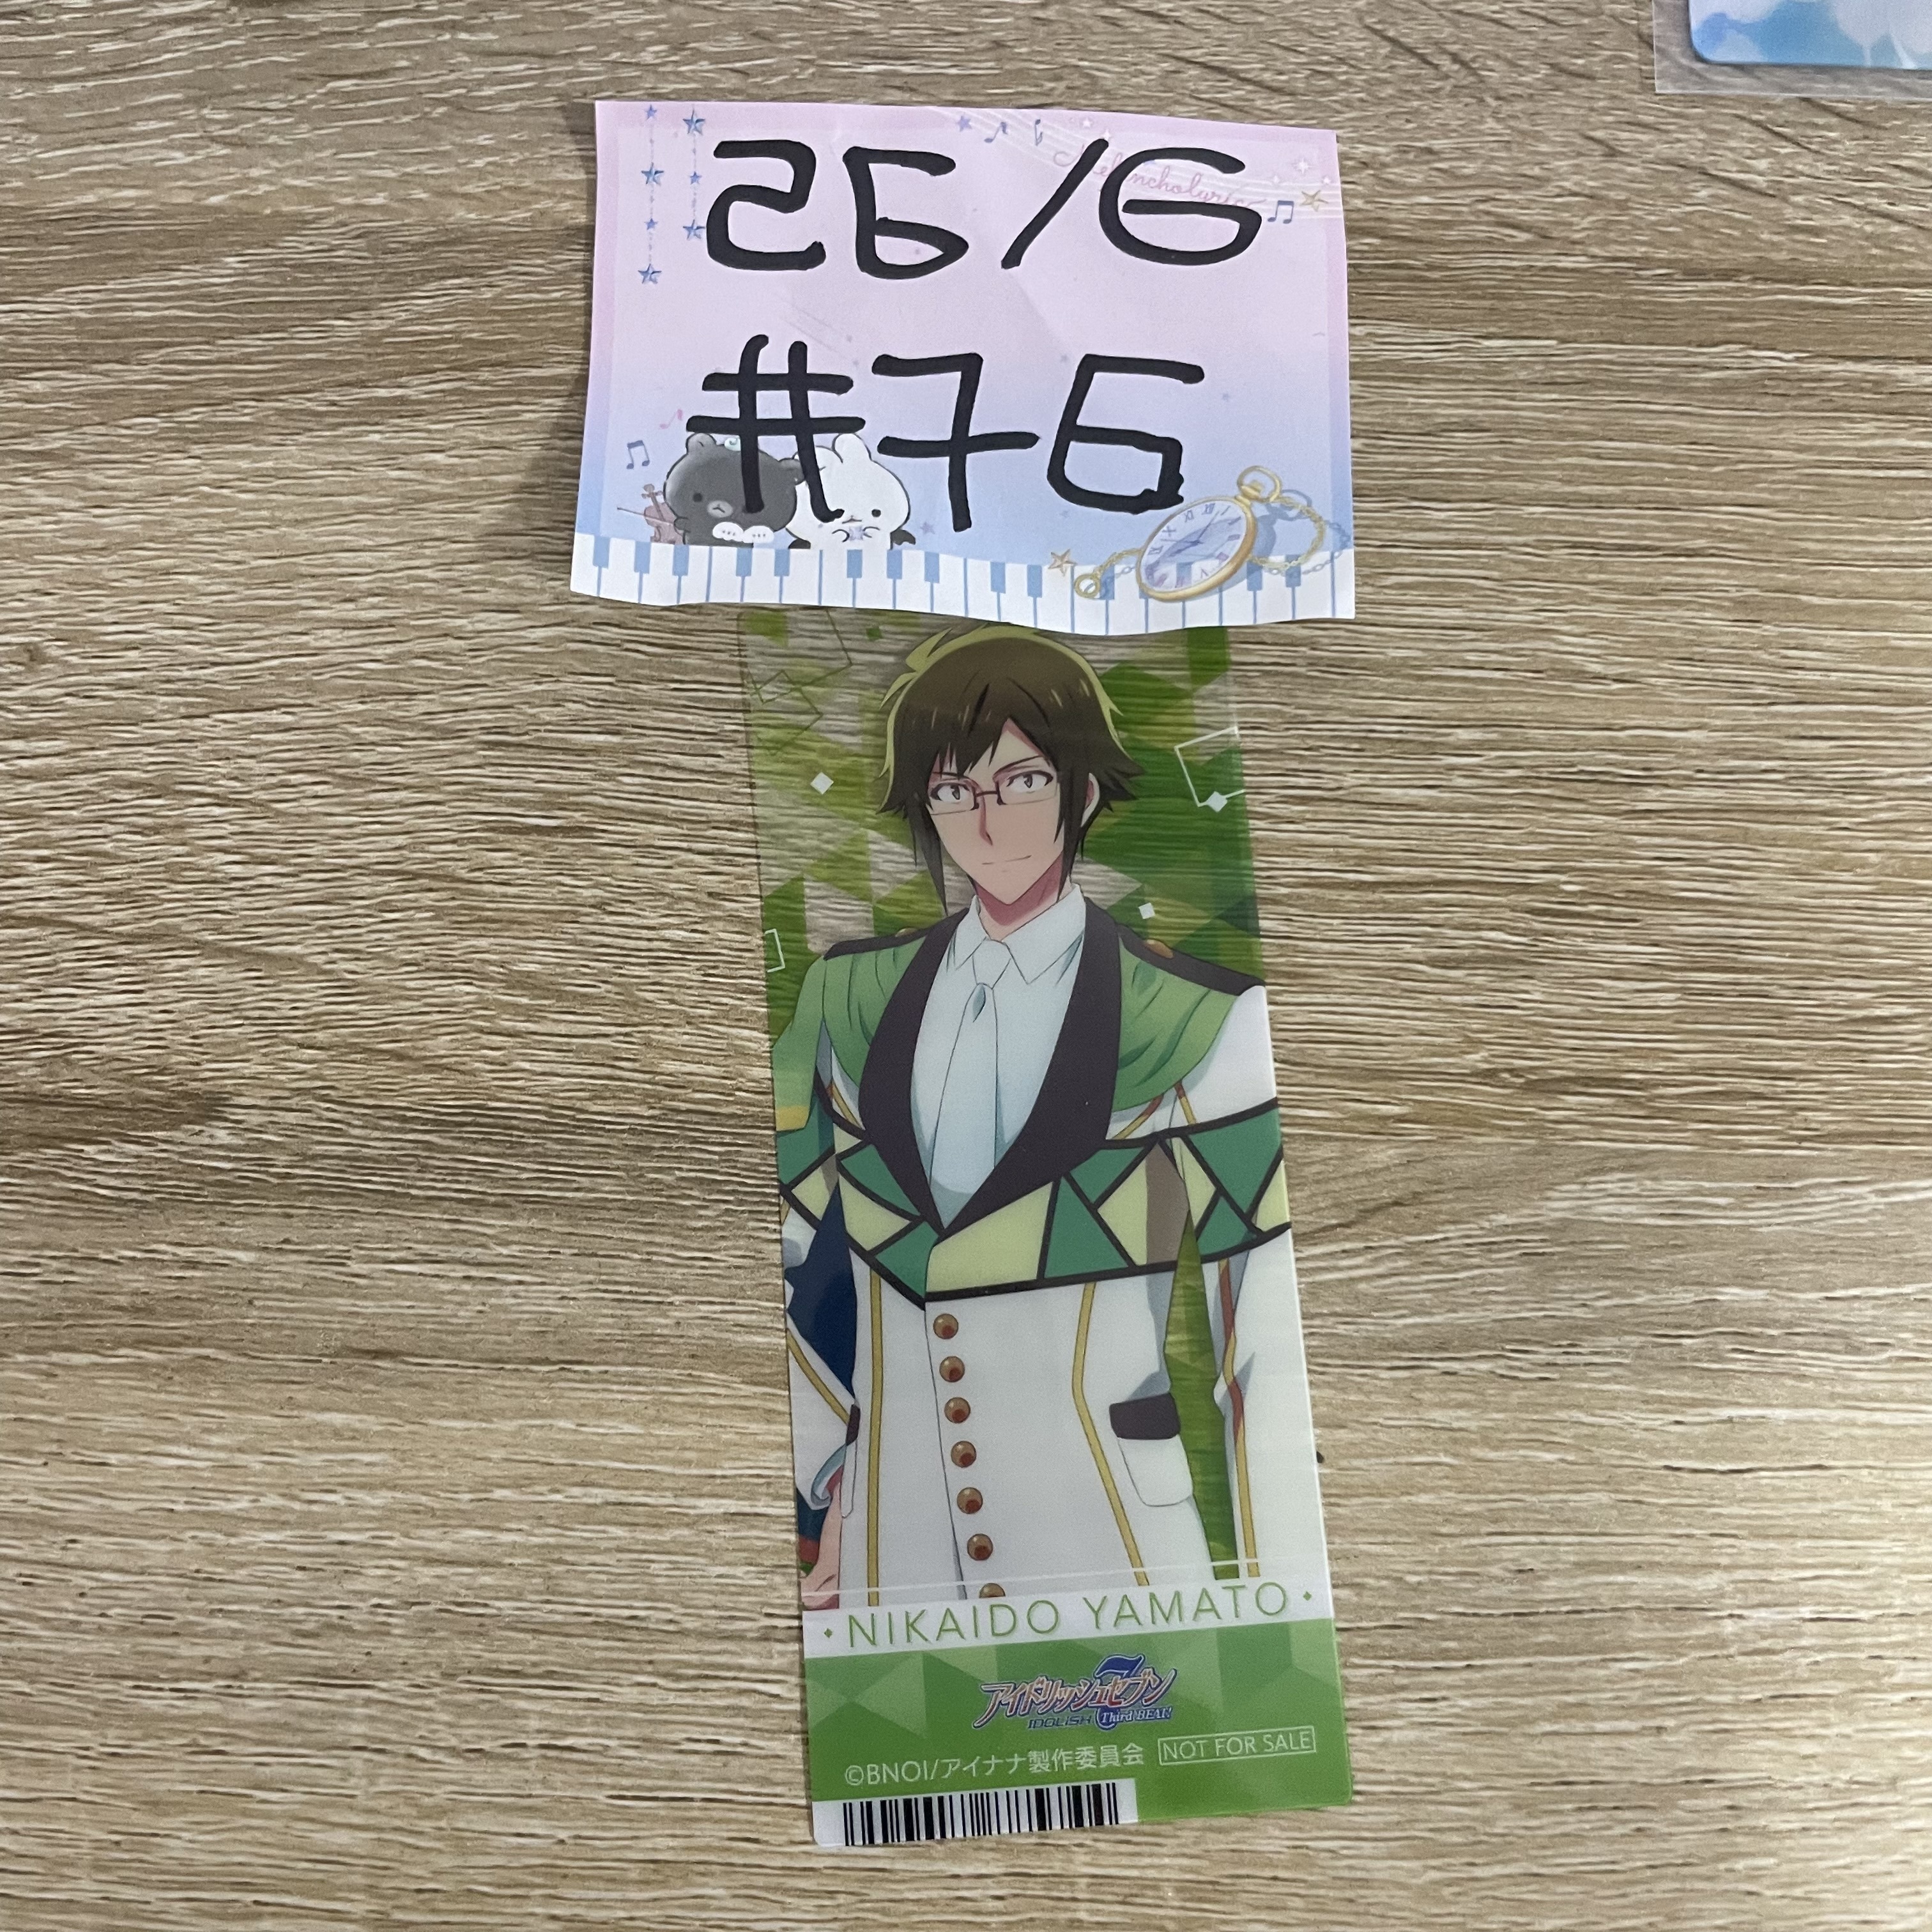 Melancholaric
26/6
#76
NIKAIDO YAMATO
アイドリッシュセブン
IDOLiSH7 Third BEAT!
©BNOI/アイナナ製作委員会 NOT FOR SALE